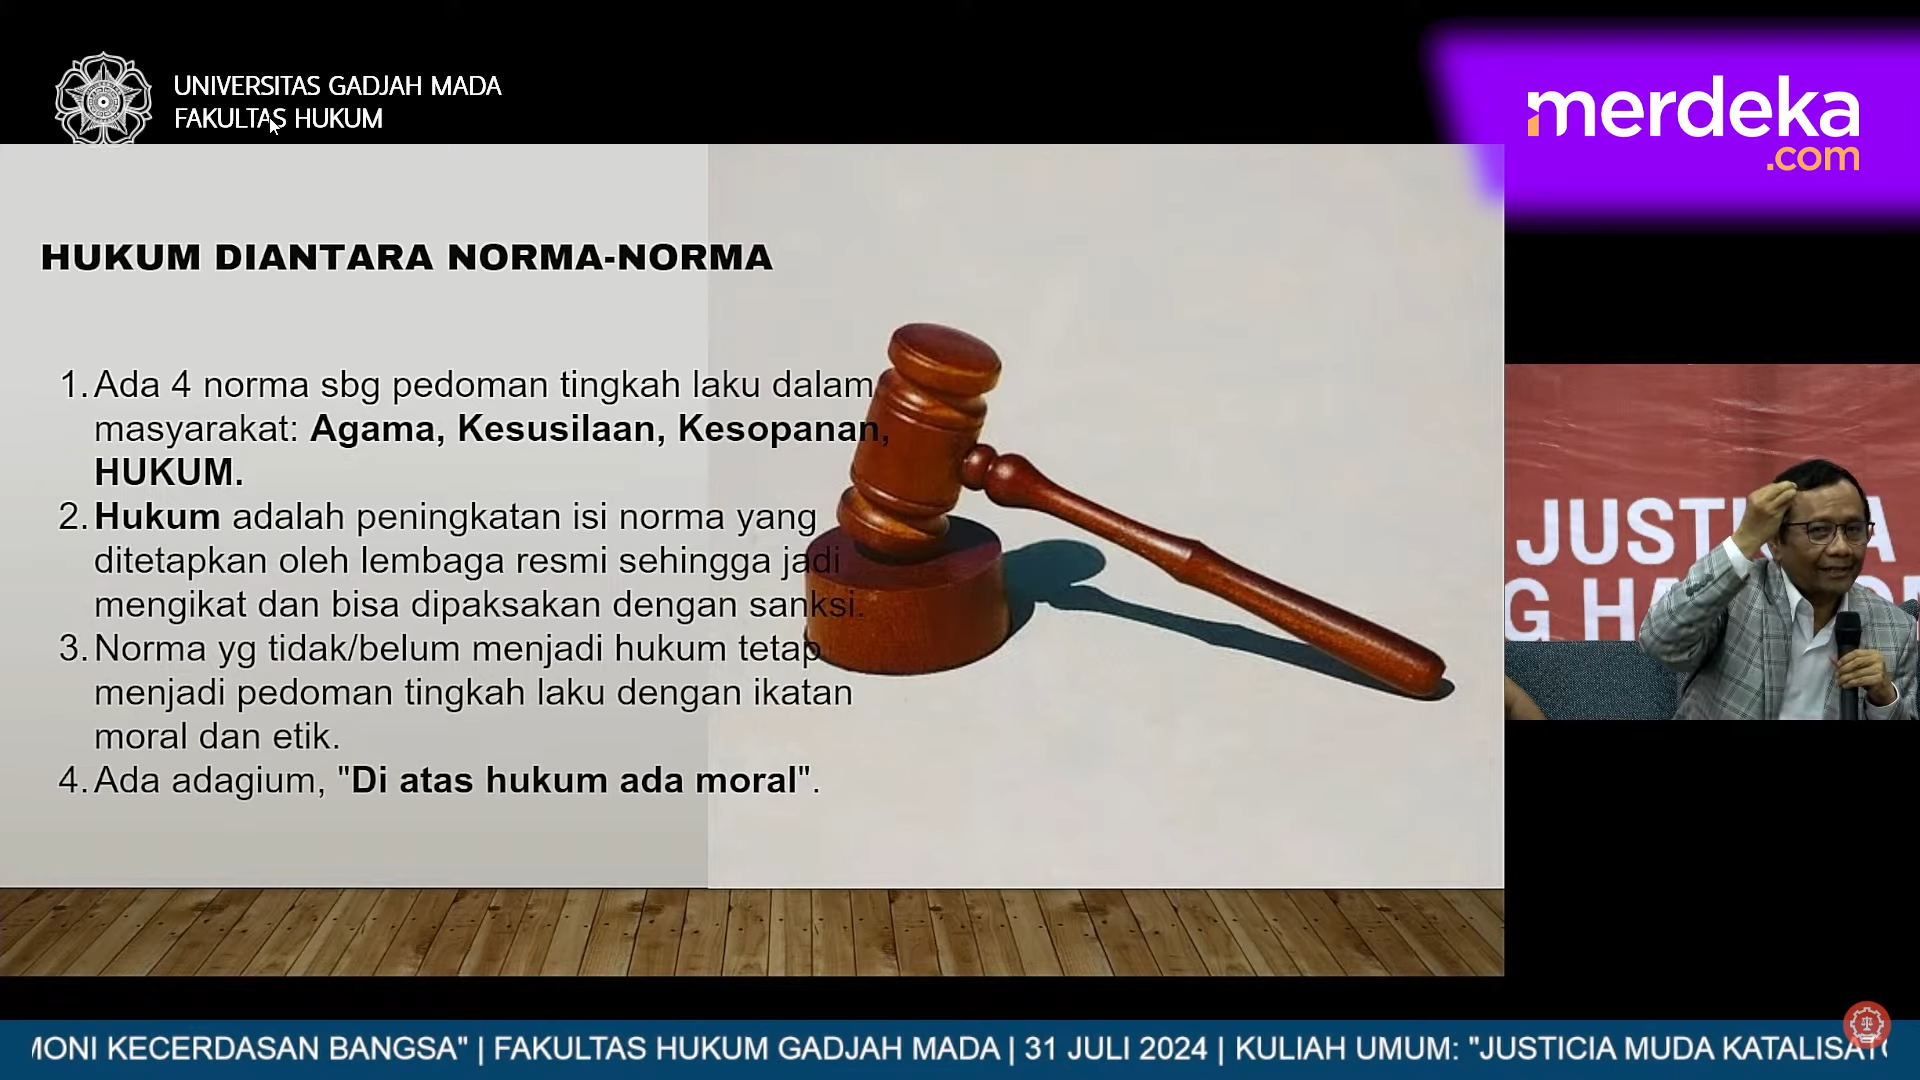 UNIVERSITAS GADJAH MADA
FAKULTAS HUKUM
merdeka
.com
HUKUM DIANTARA NORMA-NORMA
1. Ada 4 norma sbg pedoman tingkah laku dalam
masyarakat: Agama, Kesusilaan, Kesopanan,
HUKUM.
2. Hukum adalah peningkatan isi norma yang
ditetapkan oleh lembaga resmi sehingga jadi
mengikat dan bisa dipaksakan dengan sanksi.
3. Norma yg tidak/belum menjadi hukum tetap
menjadi pedoman tingkah laku dengan ikatan
moral dan etik.
4. Ada adagium, "Di atas hukum ada moral".
KECERDASAN BANGSA" | FAKULTAS HUKUM GADJAH MADA | 31 JULI 2024 | KULIAH UMUM: "JUSTICIA MUDA